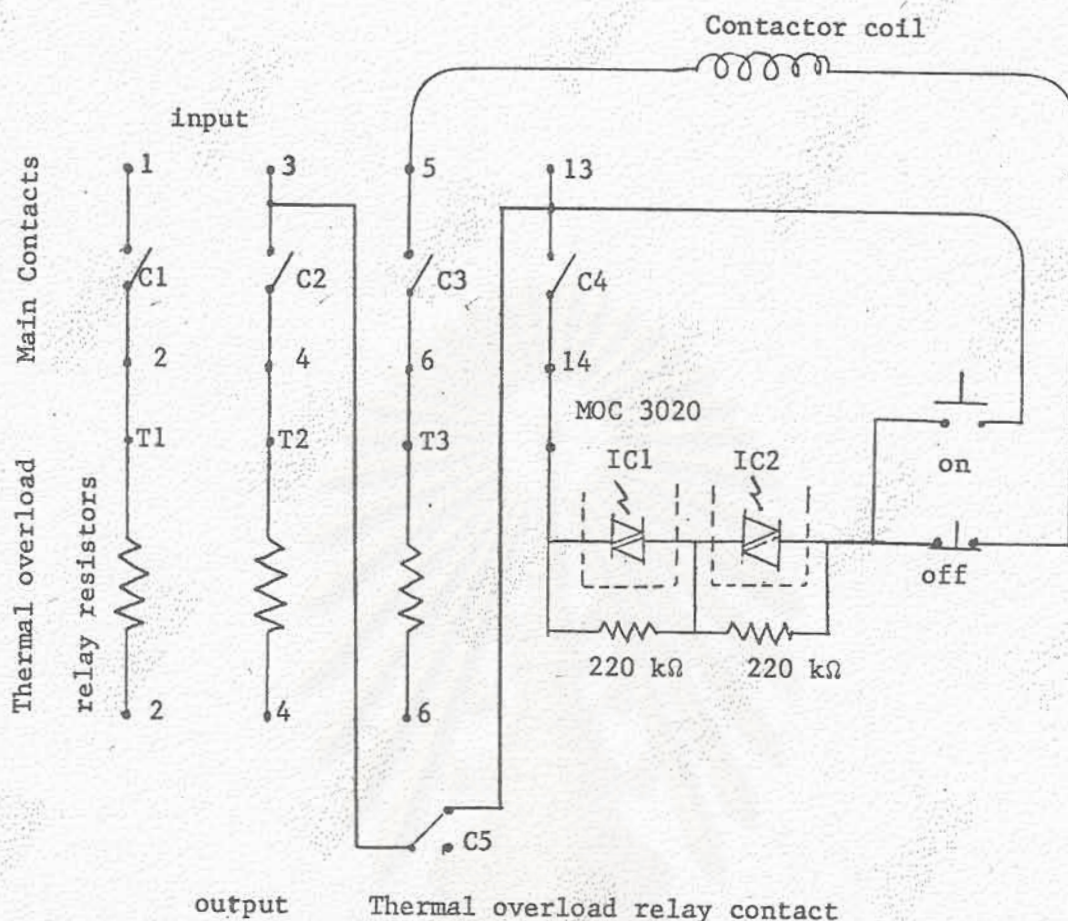 Contactor coil
input
1
3
5
13
Main Contacts
C1
C2
C3
C4
2
4
6
14
MOC 3020
T1
T2
T3
on
IC1
IC2
off
Thermal overload
relay resistors
220 kΩ
220 kΩ
2
4
6
C5
output
Thermal overload relay contact